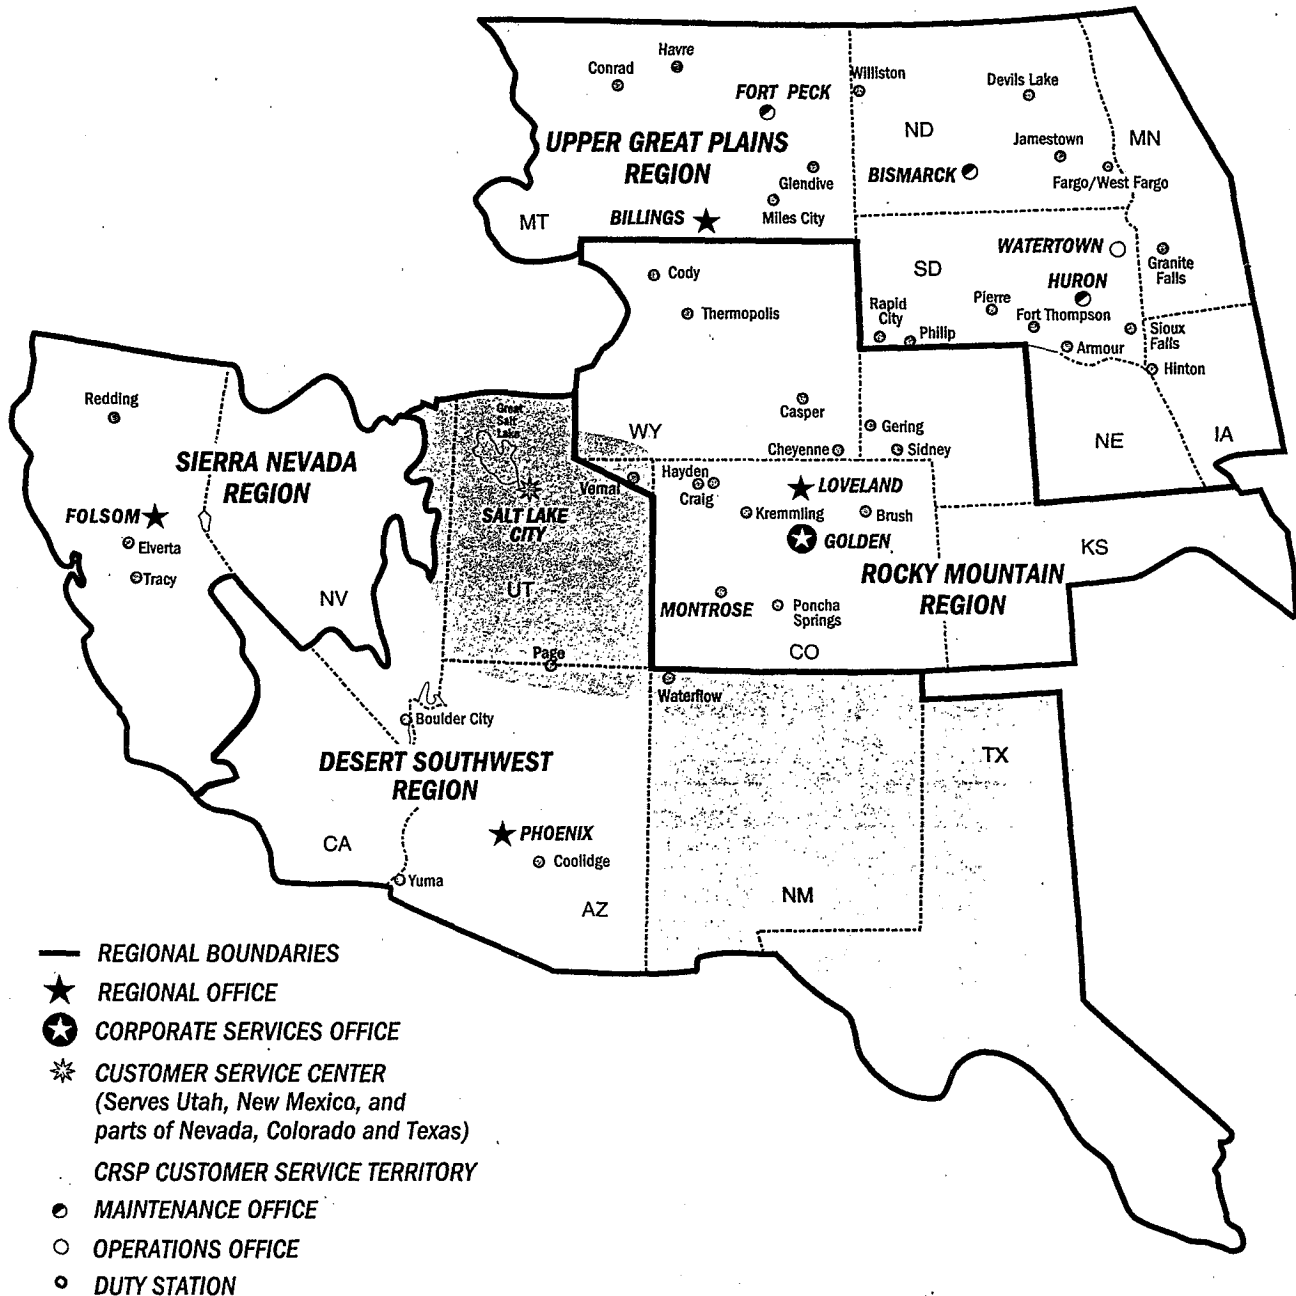 Havre
Conrad
Williston
Devils Lake
FORT PECK
ND
MN
UPPER GREAT PLAINS
REGION
Jamestown
BISMARCK
Fargo/West Fargo
Glendive
Miles City
MT
BILLINGS
WATERTOWN
Granite
Falls
SD
HURON
Cody
Thermopolis
Rapid
City
Pierre
Fort Thompson
Philip
Armour
Sioux
Falls
Hinton
Redding
Great
Salt
Lake
Casper
WY
Gering
Cheyenne
Sidney
NE
IA
SIERRA NEVADA
REGION
Vernal
Hayden
Craig
LOVELAND
FOLSOM
SALT LAKE
CITY
Kremmling
Brush
GOLDEN
Elverta
Tracy
KS
ROCKY MOUNTAIN
REGION
NV
UT
MONTROSE
Poncha
Springs
CO
Page
Waterflow
Boulder City
DESERT SOUTHWEST
REGION
TX
PHOENIX
CA
Coolidge
Yuma
AZ
NM
REGIONAL BOUNDARIES
REGIONAL OFFICE
CORPORATE SERVICES OFFICE
CUSTOMER SERVICE CENTER
(Serves Utah, New Mexico, and
parts of Nevada, Colorado and Texas)
CRSP CUSTOMER SERVICE TERRITORY
MAINTENANCE OFFICE
OPERATIONS OFFICE
DUTY STATION